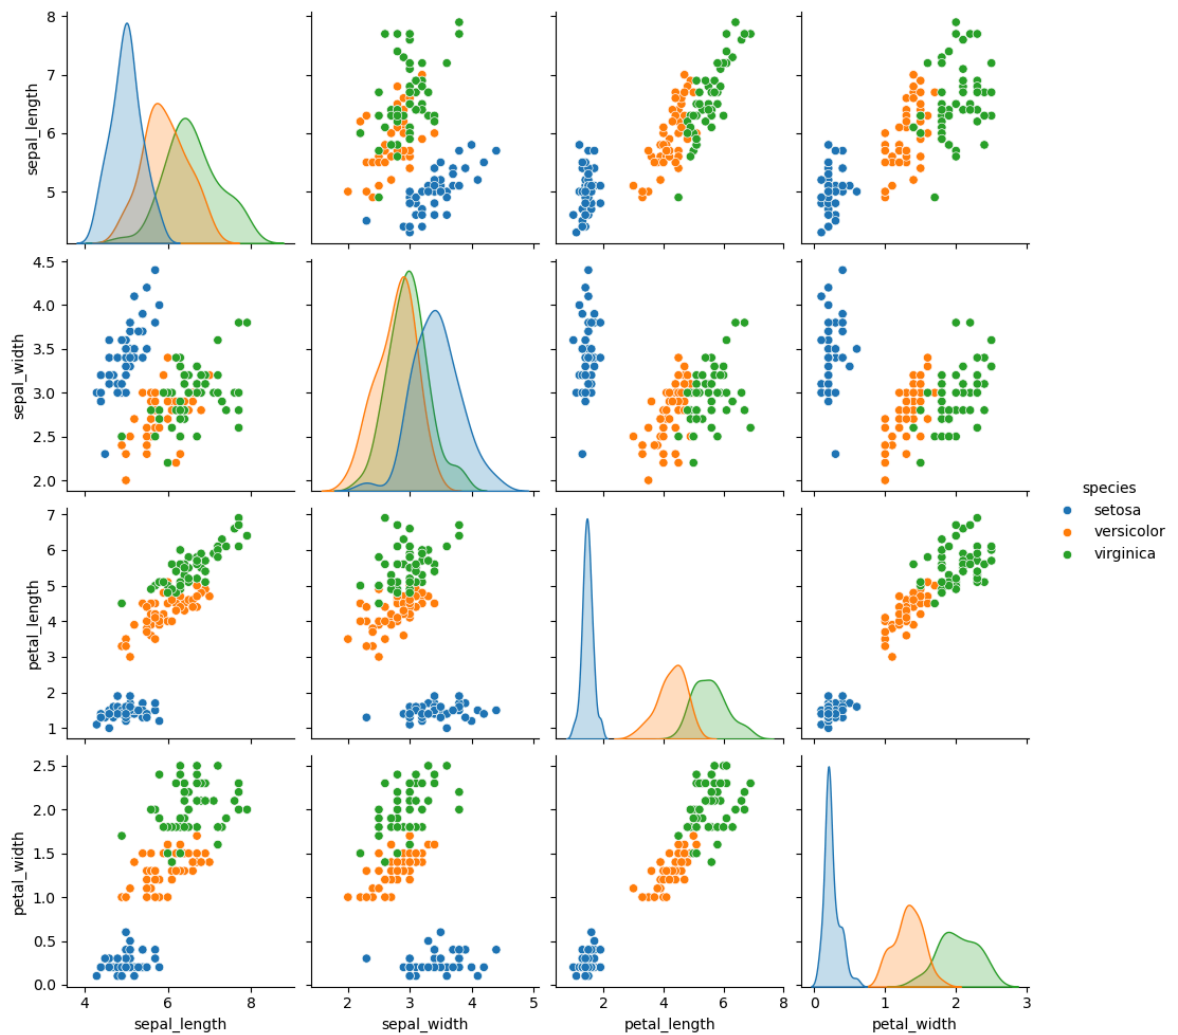 8
7
6
5
sepal_length
4.5
4.0
3.5
3.0
2.5
2.0
sepal_width
species
setosa
versicolor
virginica
7
6
5
4
3
2
1
petal_length
2.5
2.0
1.5
1.0
0.5
0.0
petal_width
4 6 8
2 3 4 5
2 4 6 8
0 1 2 3
sepal_length sepal_width petal_length petal_width